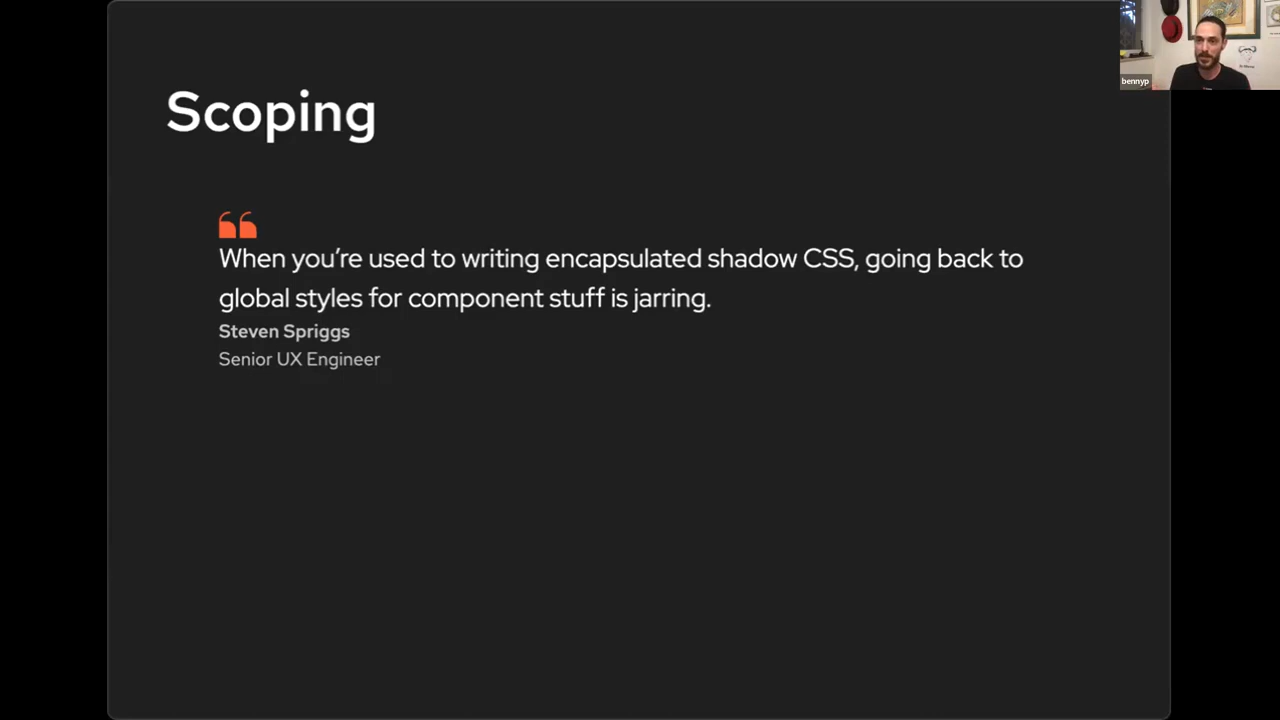 bennyp
Scoping
When you’re used to writing encapsulated shadow CSS, going back to
global styles for component stuff is jarring.
Steven Spriggs
Senior UX Engineer